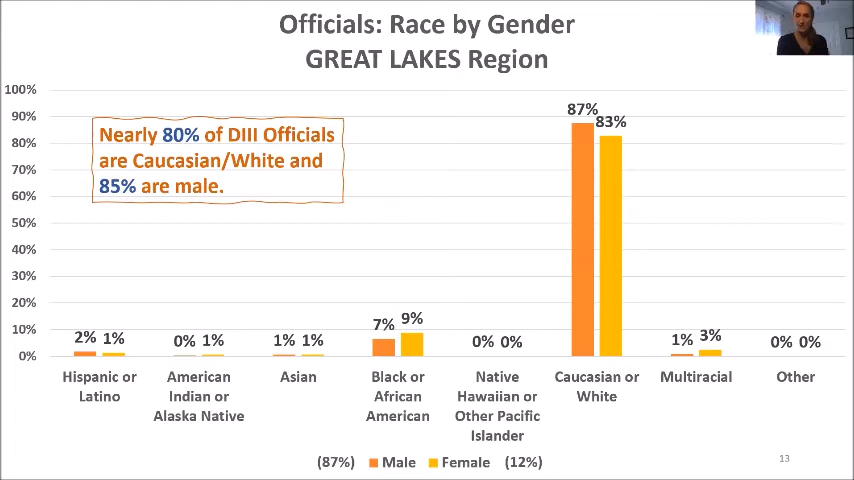 Officials: Race by Gender
GREAT LAKES Region
100%
90%
80%
70%
60%
50%
40%
30%
20%
10%
0%
Nearly 80% of DIII Officials
are Caucasian/White and
85% are male.
2% 1%
0% 1%
1% 1%
7% 9%
0% 0%
87% 83%
1% 3%
0% 0%
Hispanic or
Latino
American
Indian or
Alaska Native
Asian
Black or
African
American
Native
Hawaiian or
Other Pacific
Islander
Caucasian or
White
Multiracial
Other
(87%) Male Female (12%)
13